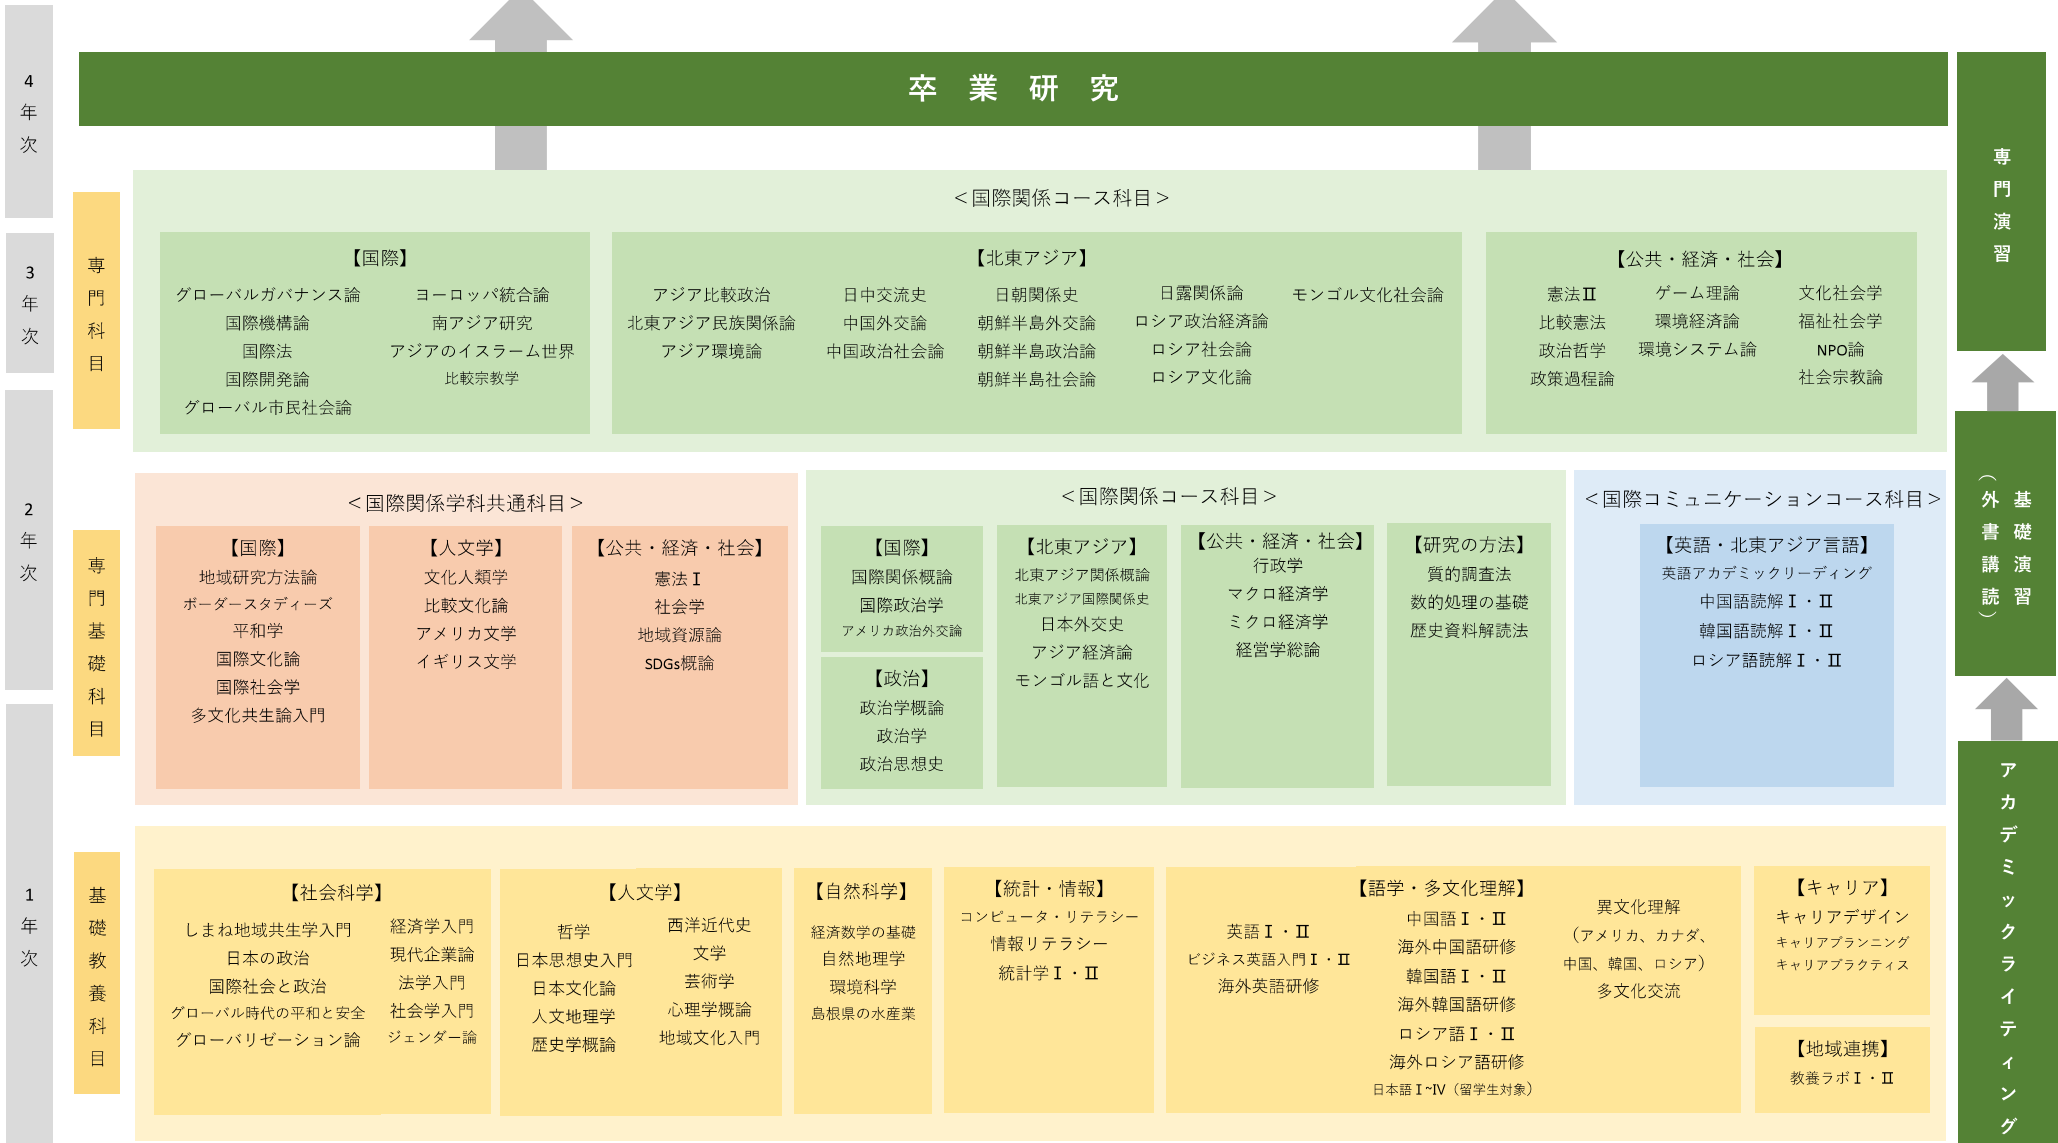 4年次
3年次
2年次
1年次
卒業研究
専門演習
基礎演習
（外書講読）
アカデミックライティング
専門科目
＜国際関係コース科目＞
【国際】
グローバルガバナンス論
国際機構論
国際法
国際開発論
グローバル市民社会論
ヨーロッパ統合論
南アジア研究
アジアのイスラーム世界
比較宗教学
【北東アジア】
アジア比較政治
北東アジア民族関係論
アジア環境論
日中交流史
中国外交論
中国政治社会論
日朝関係史
朝鮮半島外交論
朝鮮半島政治論
朝鮮半島社会論
日露関係論
ロシア政治経済論
ロシア社会論
ロシア文化論
モンゴル文化社会論
【公共・経済・社会】
憲法Ⅱ
比較憲法
政治哲学
政策過程論
ゲーム理論
環境経済論
環境システム論
文化社会学
福祉社会学
NPO論
社会宗教論
専門基礎科目
＜国際関係学科共通科目＞
【国際】
地域研究方法論
ボーダースタディーズ
平和学
国際文化論
国際社会学
多文化共生論入門
【人文学】
文化人類学
比較文化論
アメリカ文学
イギリス文学
【公共・経済・社会】
憲法Ⅰ
社会学
地域資源論
SDGs概論
＜国際関係コース科目＞
【国際】
国際関係概論
国際政治学
アメリカ政治外交論
【政治】
政治学概論
政治学
政治思想史
【北東アジア】
北東アジア関係概論
北東アジア国際関係史
日本外交史
アジア経済論
モンゴル語と文化
【公共・経済・社会】
行政学
マクロ経済学
ミクロ経済学
経営学総論
【研究の方法】
質的調査法
数的処理の基礎
歴史資料解読法
＜国際コミュニケーションコース科目＞
【英語・北東アジア言語】
英語アカデミックリーディング
中国語読解Ⅰ・Ⅱ
韓国語読解Ⅰ・Ⅱ
ロシア語読解Ⅰ・Ⅱ
基礎教養科目
【社会科学】
しまね地域共生学入門
日本の政治
国際社会と政治
グローバル時代の平和と安全
グローバリゼーション論
経済学入門
現代企業論
法学入門
社会学入門
ジェンダー論
【人文学】
哲学
日本思想史入門
日本文化論
人文地理学
歴史学概論
西洋近代史
文学
芸術学
心理学概論
地域文化入門
【自然科学】
経済数学の基礎
自然地理学
環境科学
島根県の水産業
【統計・情報】
コンピュータ・リテラシー
情報リテラシー
統計学Ⅰ・Ⅱ
【語学・多文化理解】
英語Ⅰ・Ⅱ
ビジネス英語入門Ⅰ・Ⅱ
海外英語研修
中国語Ⅰ・Ⅱ
海外中国語研修
韓国語Ⅰ・Ⅱ
海外韓国語研修
ロシア語Ⅰ・Ⅱ
海外ロシア語研修
日本語Ⅰ~Ⅳ（留学生対象）
異文化理解
（アメリカ、カナダ、
中国、韓国、ロシア）
多文化交流
【キャリア】
キャリアデザイン
キャリアプランニング
キャリアプラクティス
【地域連携】
教養ラボⅠ・Ⅱ